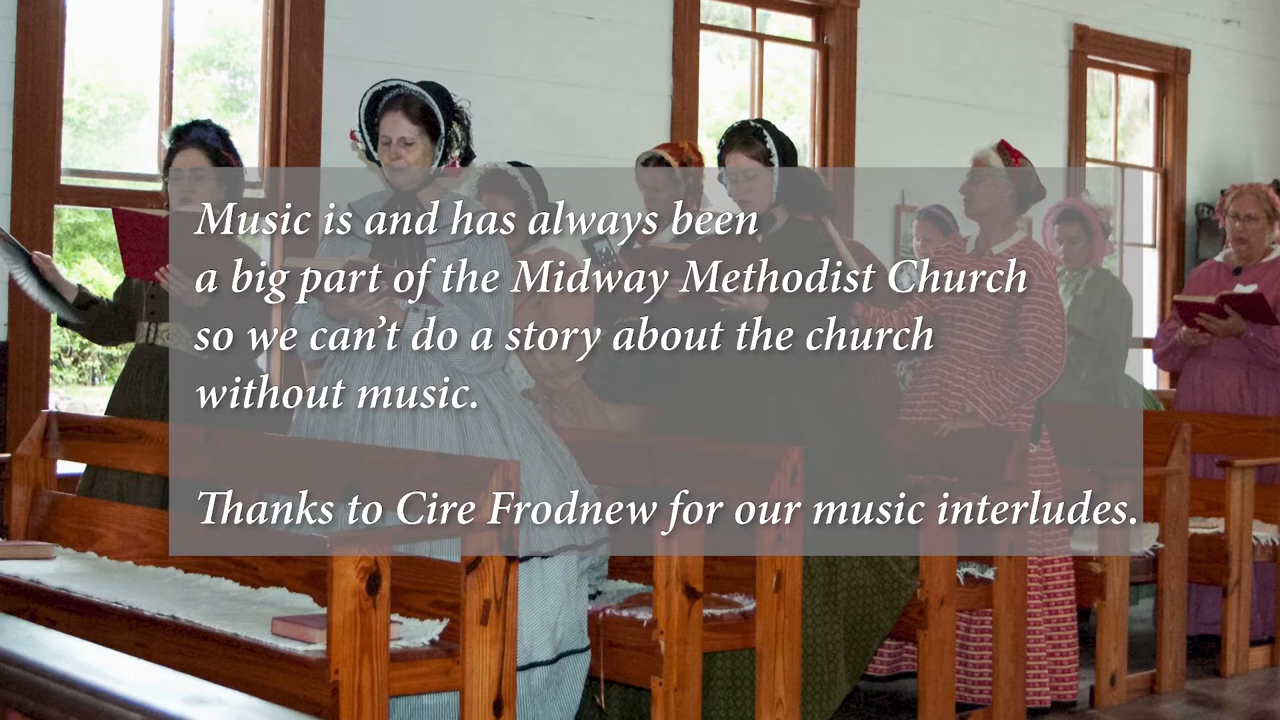 Music is and has always been
a big part of the Midway Methodist Church
so we can’t do a story about the church
without music.
Thanks to Cire Frodnew for our music interludes.